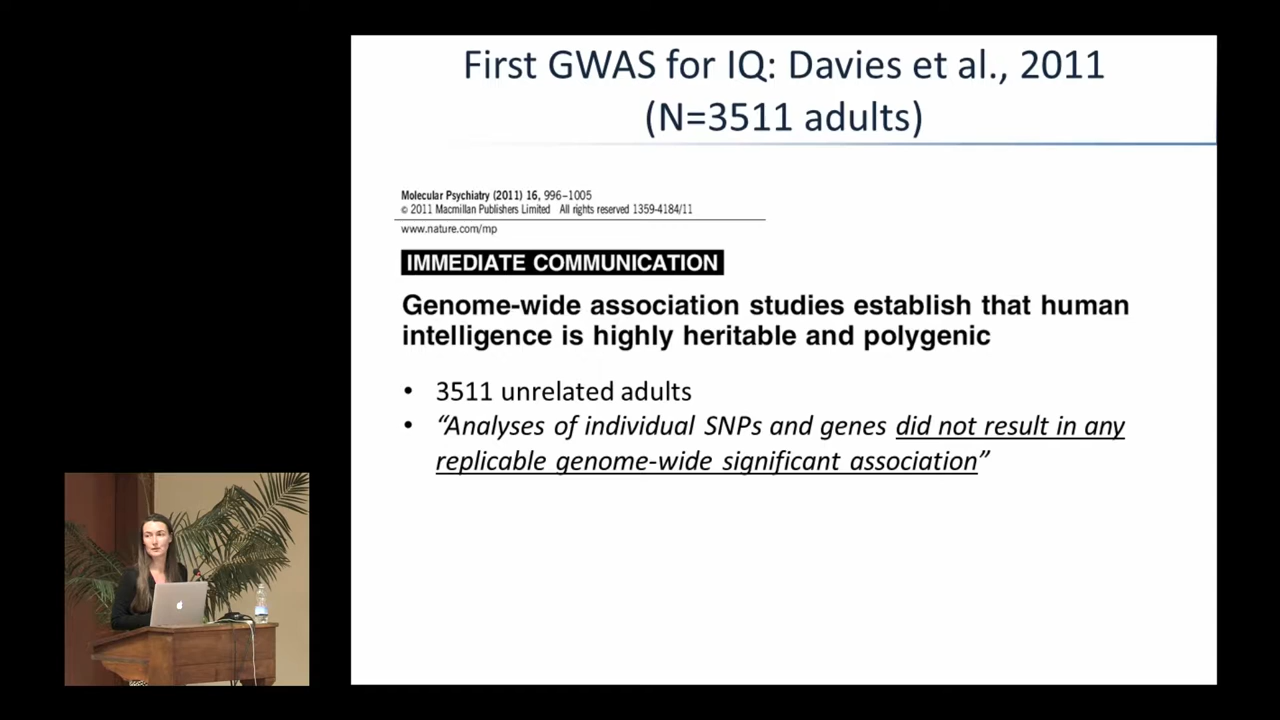 First GWAS for IQ: Davies et al., 2011
(N=3511 adults)
Molecular Psychiatry (2011) 16, 996–1005
© 2011 Macmillan Publishers Limited All rights reserved 1359-4184/11
www.nature.com/mp
IMMEDIATE COMMUNICATION
Genome-wide association studies establish that human
intelligence is highly heritable and polygenic
• 3511 unrelated adults
• “Analyses of individual SNPs and genes did not result in any
replicable genome-wide significant association”